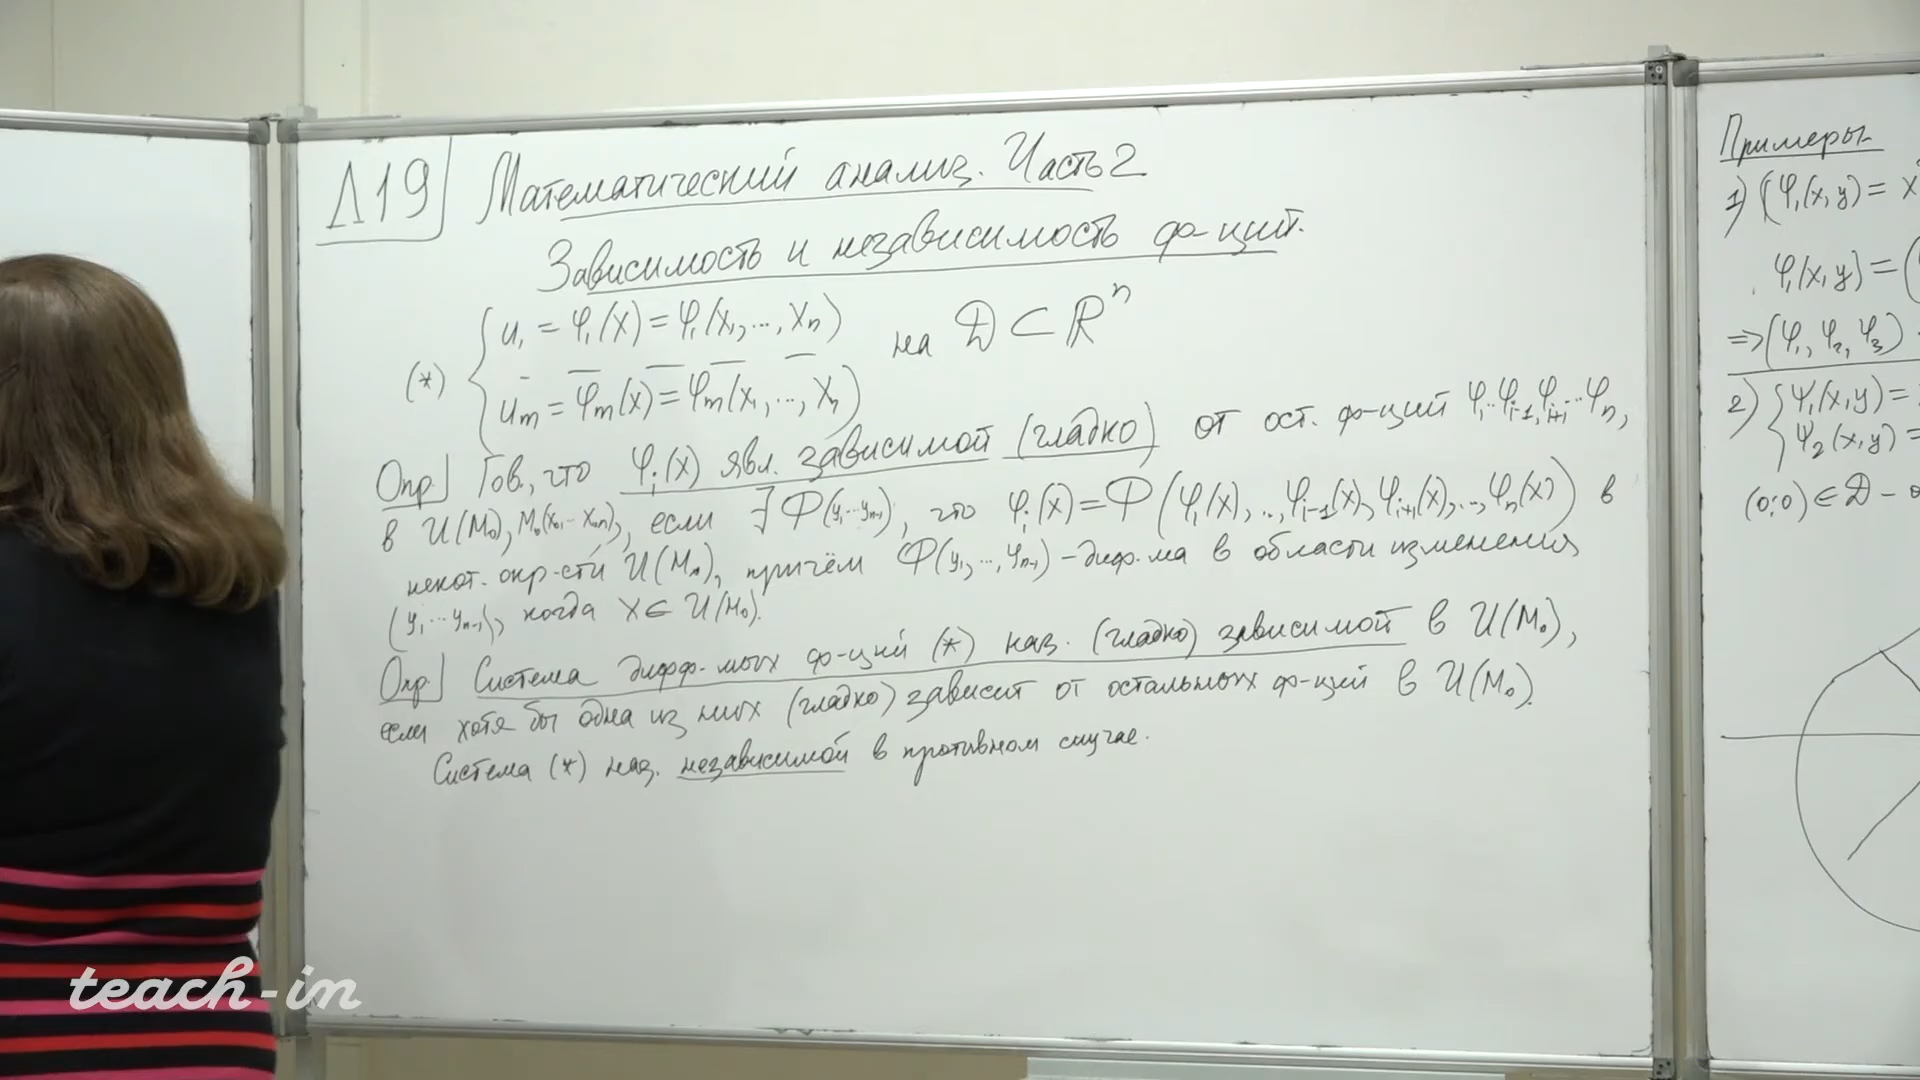 Л19 Математический анализ. Часть 2
Зависимость и независимость ф-ций.
(*) { u₁ = φ₁(x) = φ₁(x₁,..., xₙ) на D ⊂ ℝⁿ
uₘ = φₘ(x) = φₘ(x₁,..., xₙ)
Опр] Гов., что φᵢ(x) явл. зависимой (гладко) от ост. ф-ций φ₁...φᵢ₋₁,φᵢ₊₁...φₙ,
в U(M₀), M₀(x₀₁...x₀ₙ), если ∃ Φ(y₁...yₙ₋₁), что φᵢ(x)=Φ(φ₁(x),...,φᵢ₋₁(x),φᵢ₊₁(x),...,φₙ(x)) в
некот. окр-сти U(M₀), причём Φ(y₁,...,yₙ₋₁) - диф.ма в области изменения
(y₁...yₙ₋₁), когда x ∈ U(M₀).
Опр] Система дифф-мых ф-ций (*) наз. (гладко) зависимой в U(M₀),
если хотя бы одна из них (гладко) зависит от остальных ф-ций в U(M₀).
Система (*) наз. независимой в противном случае.
Примеры
1) (φ₁(x,y) = x
φ₁(x,y) = (
=> (φ₁, φ₂, φ₃)
2) { φ₁(x,y) =
φ₂(x,y) =
(0;0) ∈ D -
teach-in